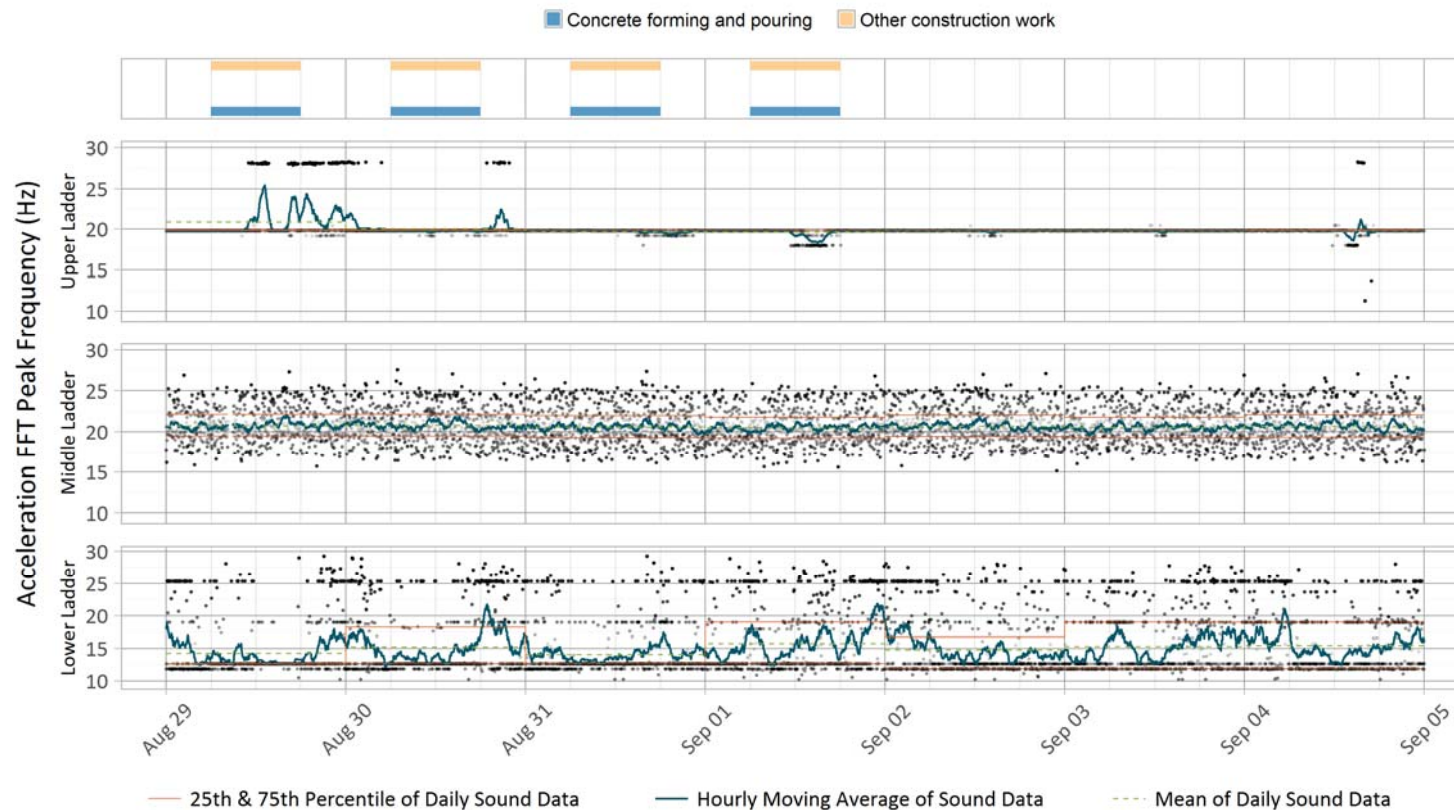 Concrete forming and pouring Other construction work
Acceleration FFT Peak Frequency (Hz)
Upper Ladder
30
25
20
15
10
Middle Ladder
30
25
20
15
10
Lower Ladder
30
25
20
15
10
Aug 29 Aug 30 Aug 31 Sep 01 Sep 02 Sep 03 Sep 04 Sep 05
25th & 75th Percentile of Daily Sound Data Hourly Moving Average of Sound Data Mean of Daily Sound Data